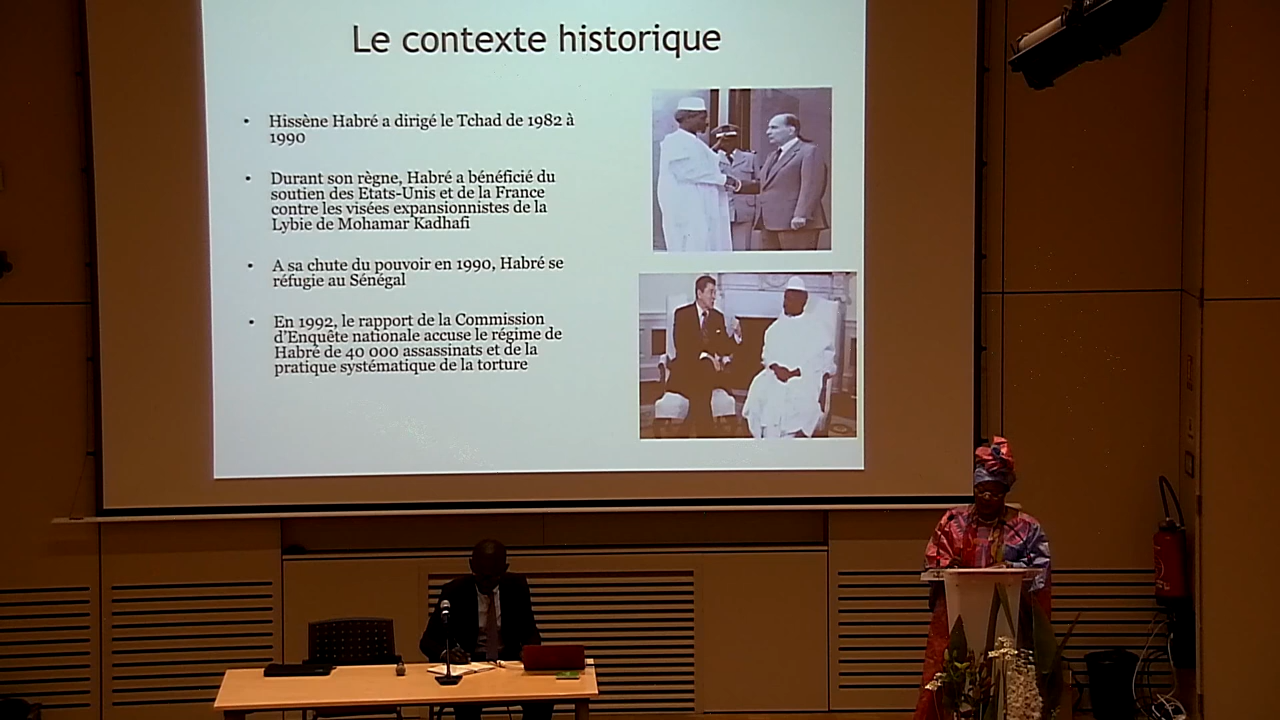 Le contexte historique
• Hissène Habré a dirigé le Tchad de 1982 à
1990
• Durant son règne, Habré a bénéficié du
soutien des Etats-Unis et de la France
contre les visées expansionnistes de la
Lybie de Mohamar Kadhafi
• A sa chute du pouvoir en 1990, Habré se
réfugie au Sénégal
• En 1992, le rapport de la Commission
d'Enquête nationale accuse le régime de
Habré de 40 000 assassinats et de la
pratique systématique de la torture